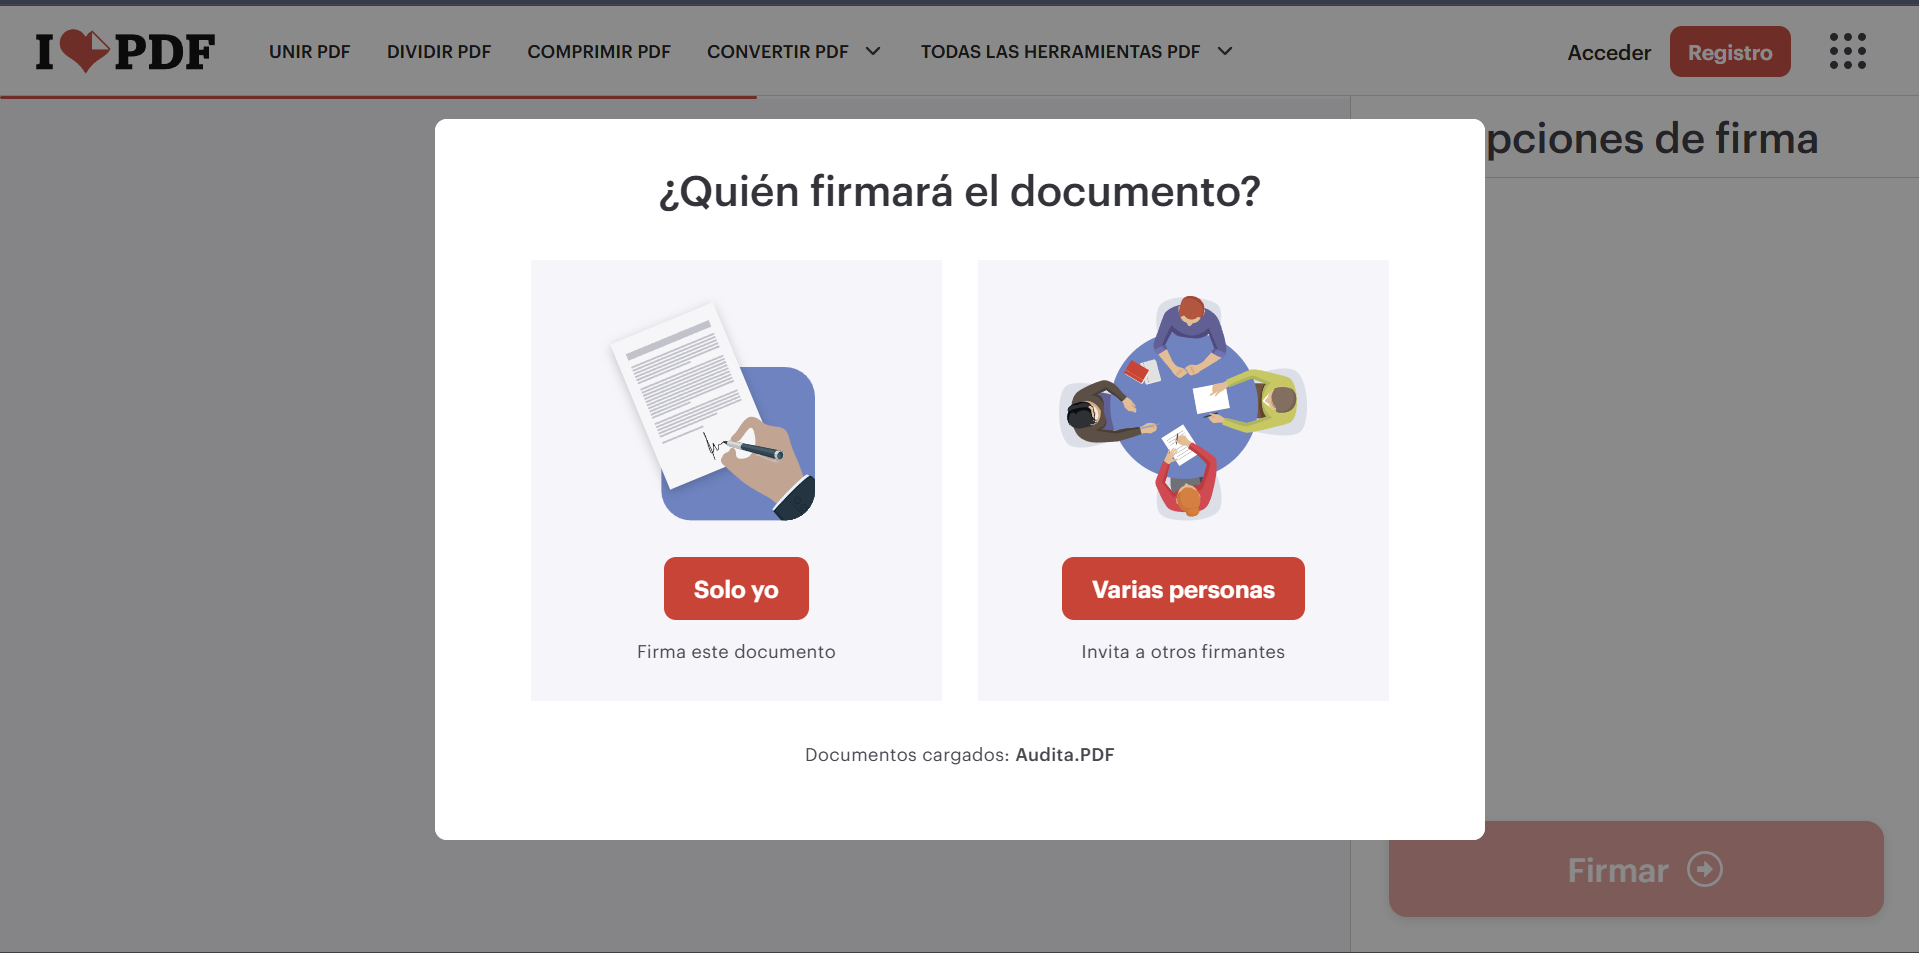 I PDF
UNIR PDF
DIVIDIR PDF
COMPRIMIR PDF
CONVERTIR PDF
TODAS LAS HERRAMIENTAS PDF
Acceder
Registro
pciones de firma
¿Quién firmará el documento?
Solo yo
Firma este documento
Varias personas
Invita a otros firmantes
Documentos cargados: Audita.PDF
Firmar